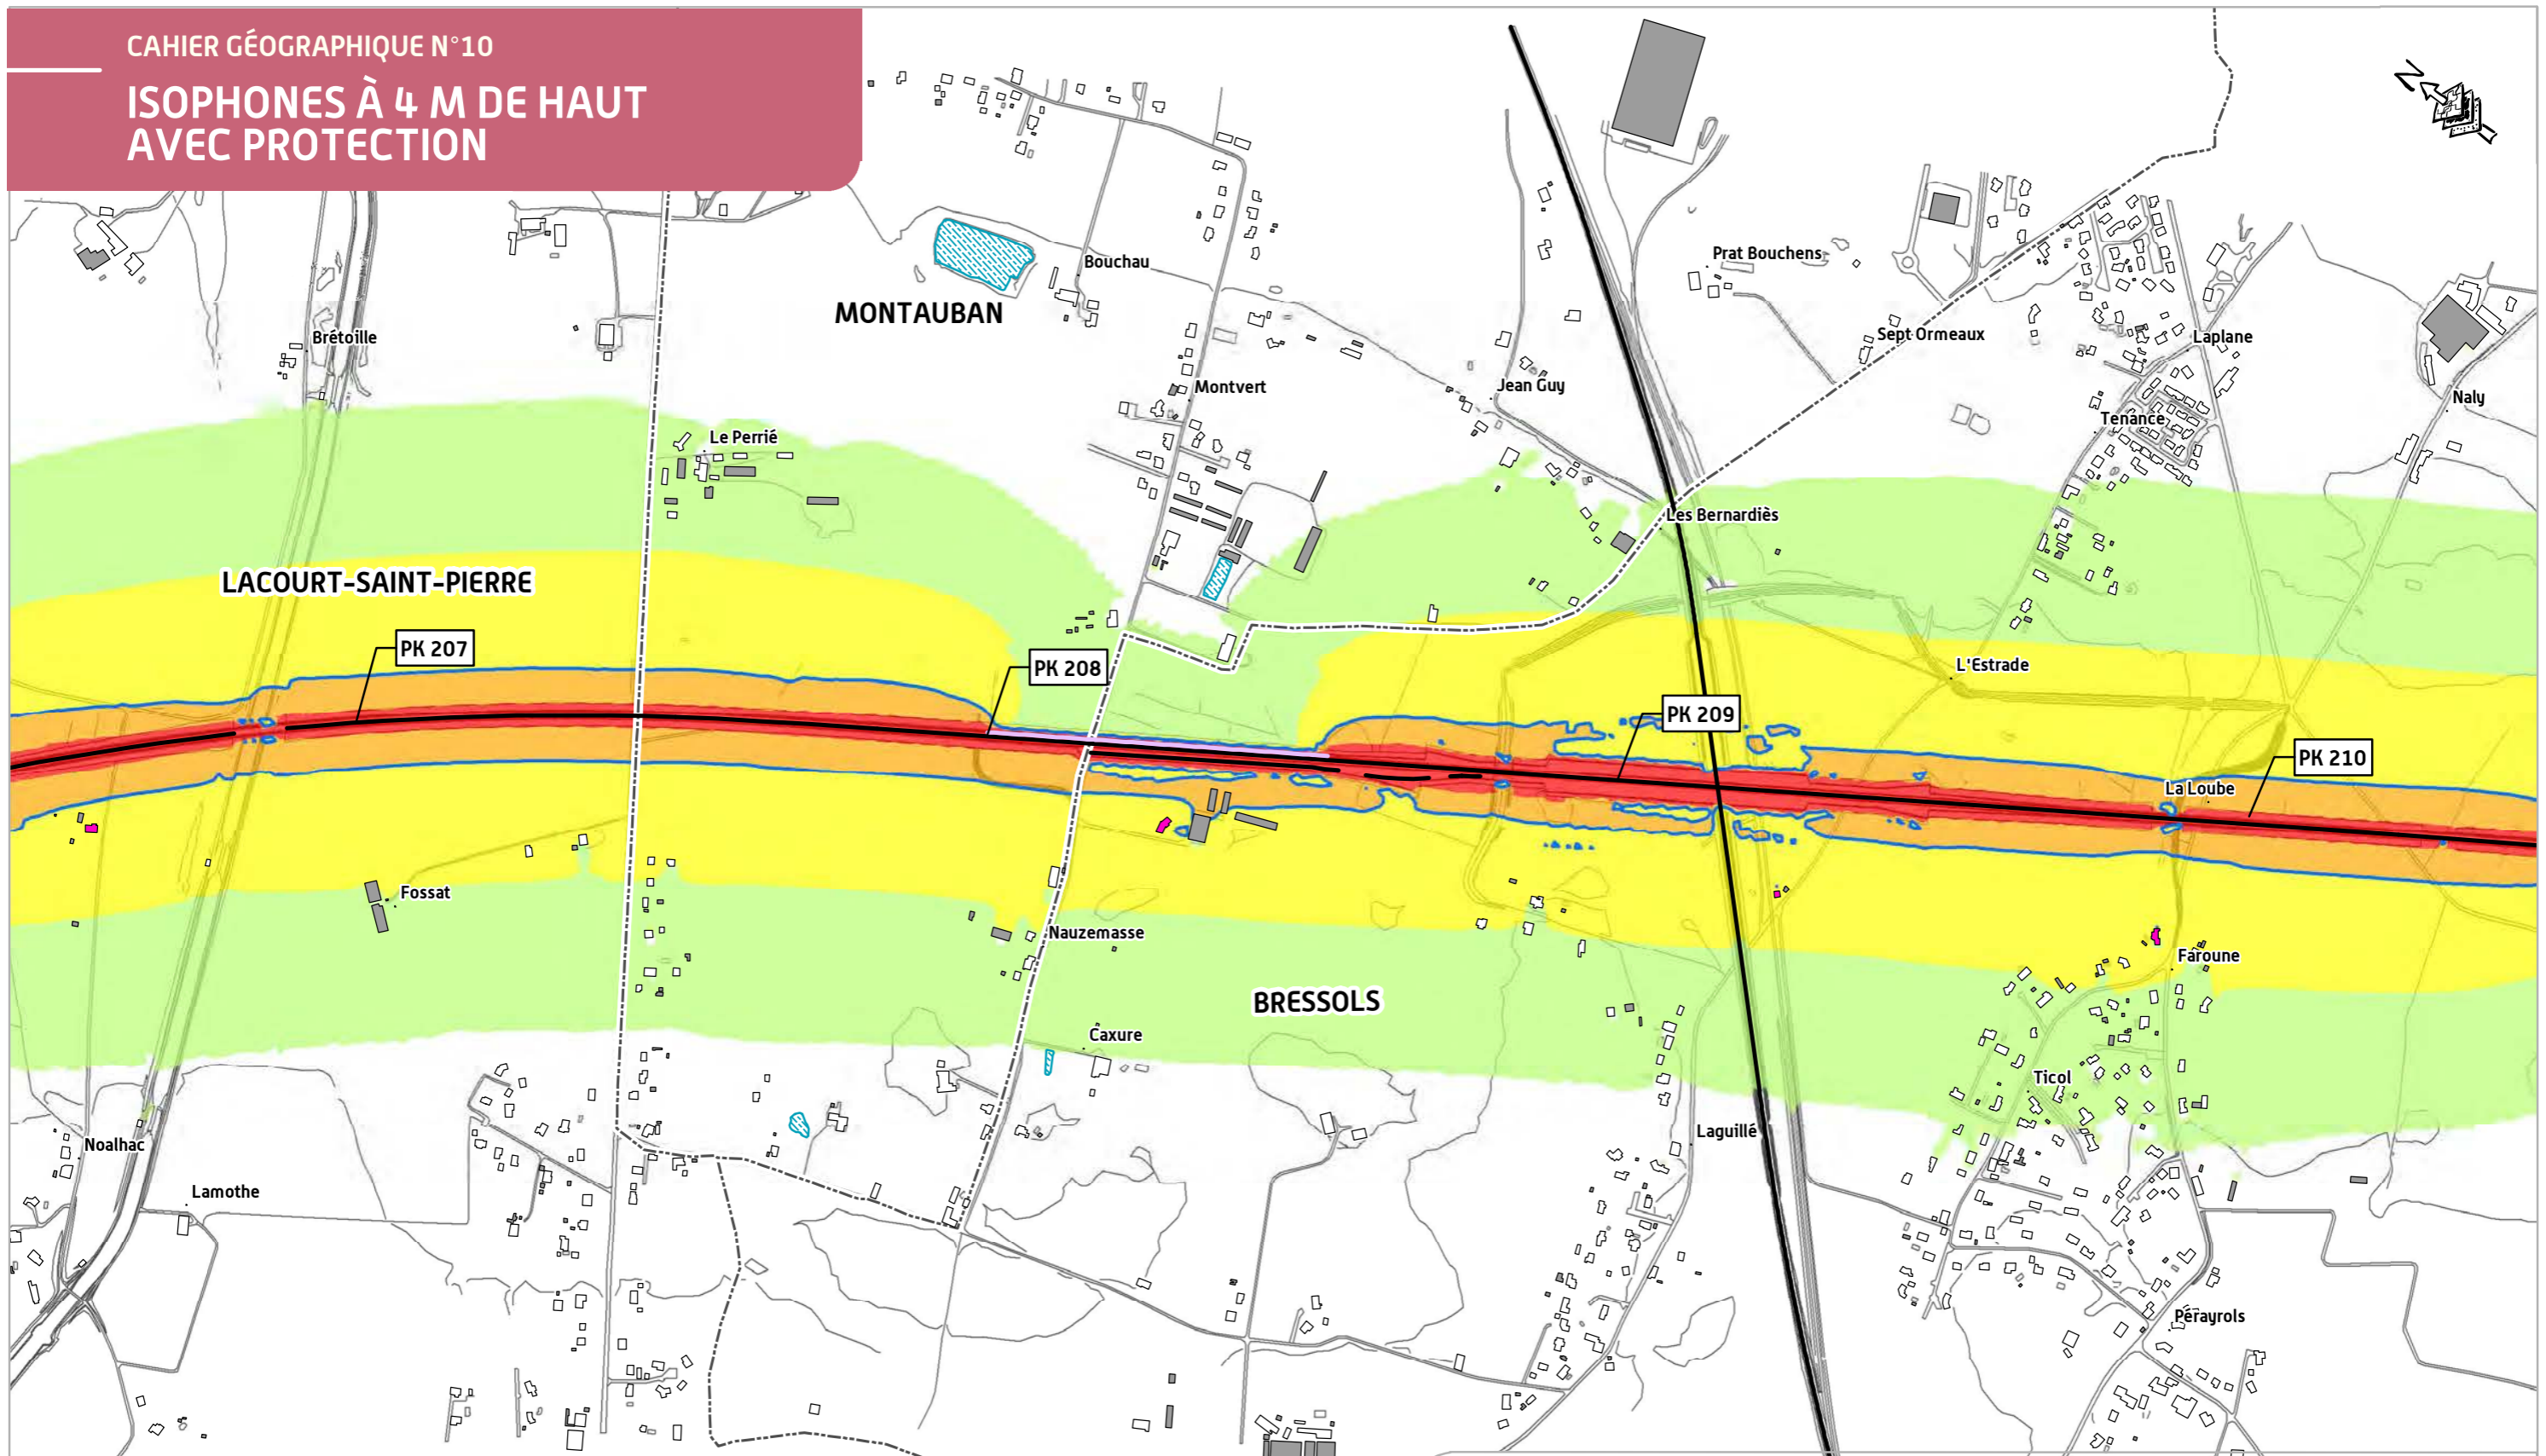 CAHIER GÉOGRAPHIQUE N°10
ISOPHONES À 4 M DE HAUT
AVEC PROTECTION
N
Bouchau
Prat Bouchens
MONTAUBAN
Brétoille
Sept Ormeaux
Laplane
Montvert
Jean Guy
Naly
Tenance
Le Perrié
Les Bernardiès
LACOURT-SAINT-PIERRE
PK 207
PK 208
L'Estrade
PK 209
PK 210
La Loube
Fossat
Nauzemasse
Faroune
BRESSOLS
Caxure
Ticol
Laguillé
Noalhac
Lamothe
Pérayrols